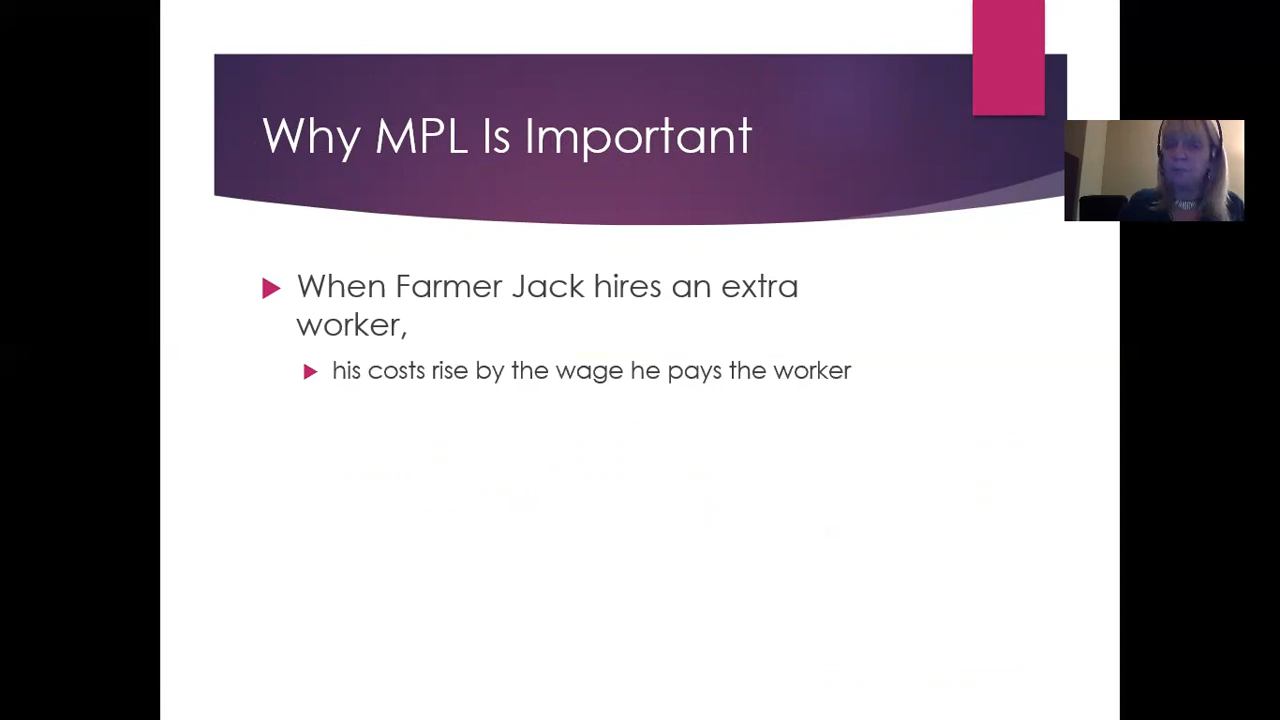 Why MPL Is Important
When Farmer Jack hires an extra
worker,
his costs rise by the wage he pays the worker